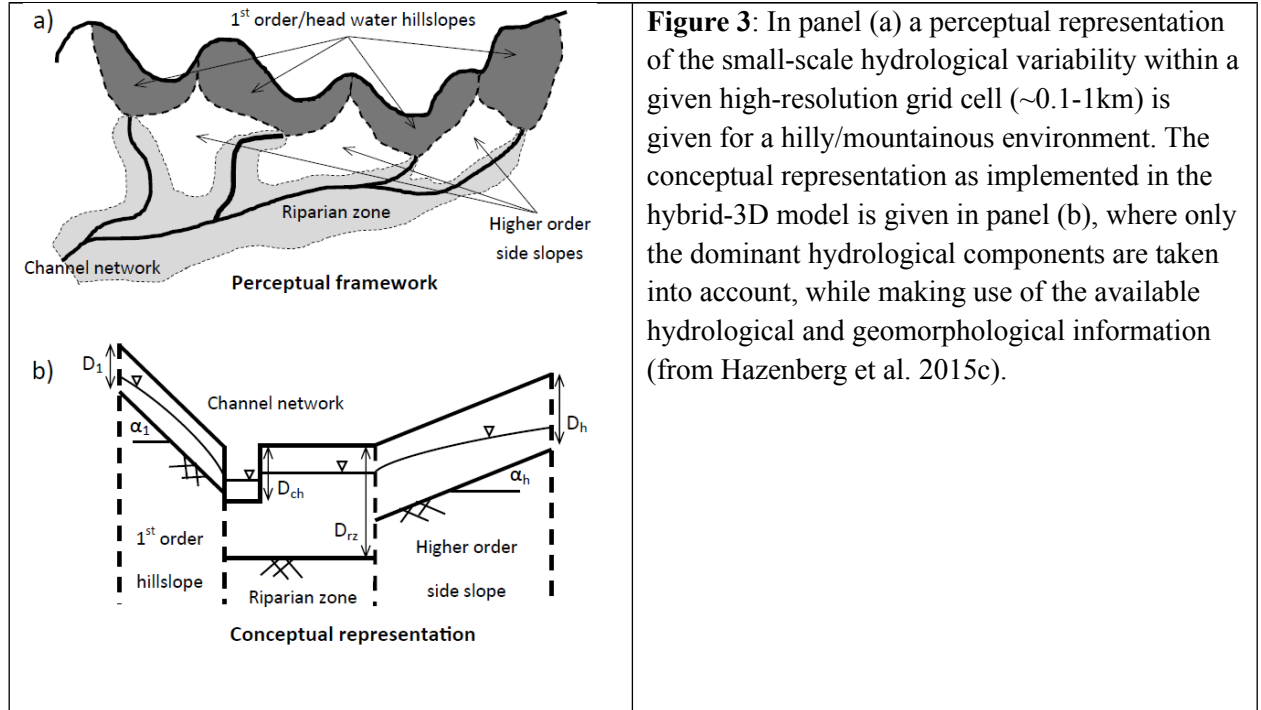 a)
1st order/head water hillslopes
Riparian zone
Higher order
side slopes
Channel network
Perceptual framework
b)
D1
Channel network
Dh
α1
Dch
αh
Drz
1st order
hillslope
Higher order
side slope
Riparian zone
Conceptual representation
Figure 3: In panel (a) a perceptual representation
of the small-scale hydrological variability within a
given high-resolution grid cell (~0.1-1km) is
given for a hilly/mountainous environment. The
conceptual representation as implemented in the
hybrid-3D model is given in panel (b), where only
the dominant hydrological components are taken
into account, while making use of the available
hydrological and geomorphological information
(from Hazenberg et al. 2015c).